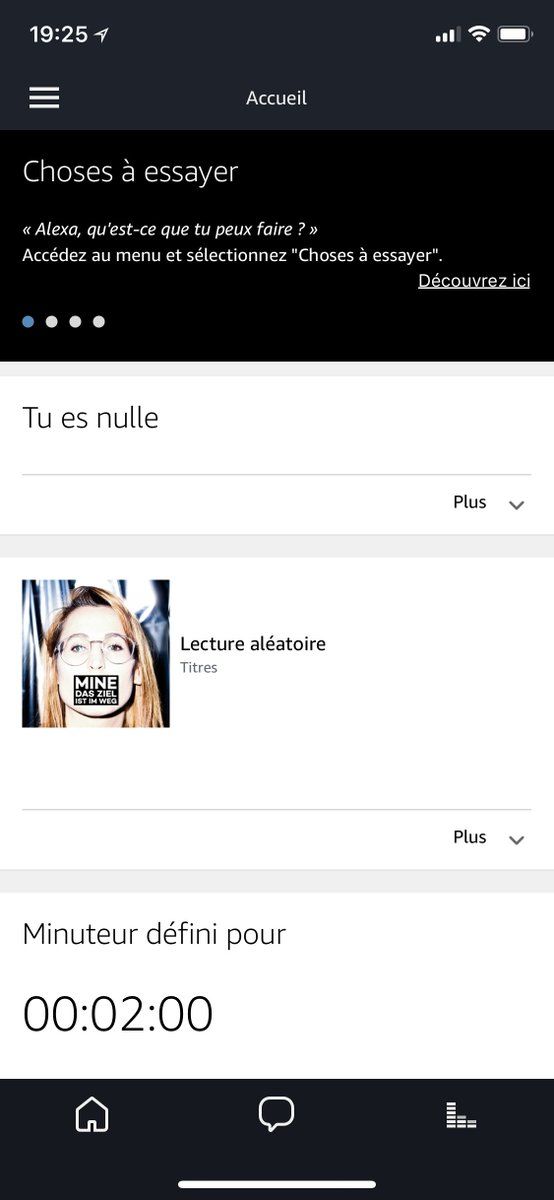 19:25
Accueil
Choses à essayer
« Alexa, qu'est-ce que tu peux faire ? »
Accédez au menu et sélectionnez "Choses à essayer".
Découvrez ici
Tu es nulle
Plus
MINE
DAS ZIEL
IST IM WEG
Lecture aléatoire
Titres
Plus
Minuteur défini pour
00:02:00